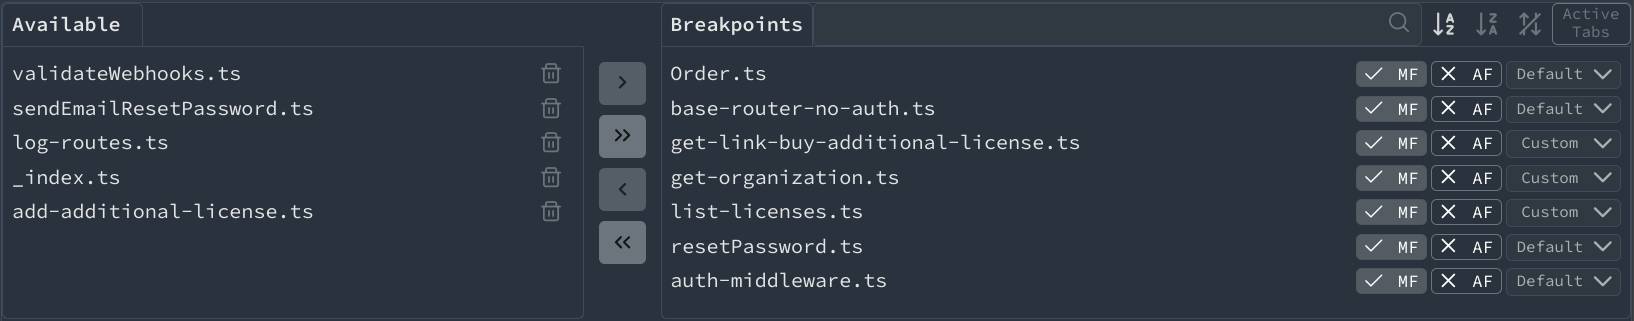 Available
validateWebhooks.ts
sendEmailResetPassword.ts
log-routes.ts
_index.ts
add-additional-license.ts
Breakpoints
A Z
Z A
Active Tabs
Order.ts MF AF Default
base-router-no-auth.ts MF AF Default
get-link-buy-additional-license.ts MF AF Custom
get-organization.ts MF AF Custom
list-licenses.ts MF AF Custom
resetPassword.ts MF AF Default
auth-middleware.ts MF AF Default